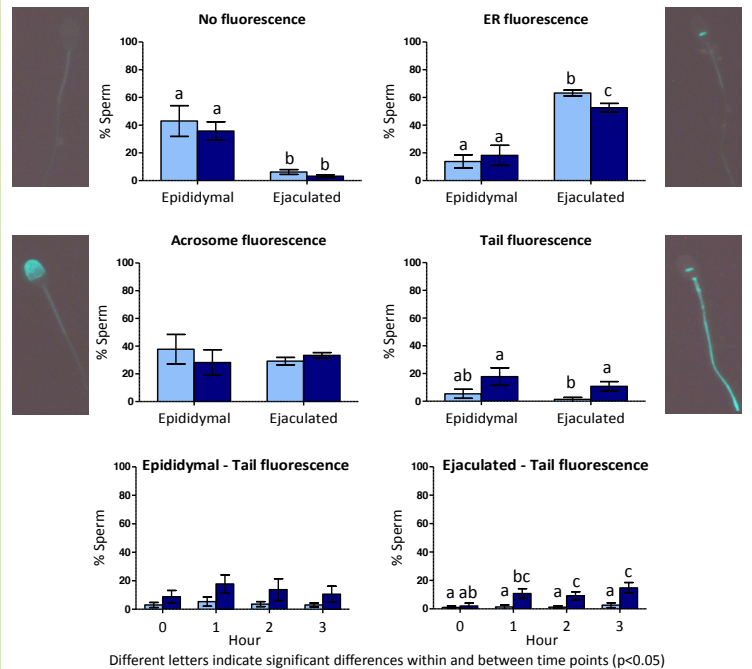 No fluorescence
% Sperm
100
80
60
40
20
0
a
a
b
b
Epididymal
Ejaculated
ER fluorescence
% Sperm
100
80
60
40
20
0
a
a
b
c
Epididymal
Ejaculated
Acrosome fluorescence
% Sperm
100
80
60
40
20
0
Epididymal
Ejaculated
Tail fluorescence
% Sperm
100
80
60
40
20
0
ab
a
b
a
Epididymal
Ejaculated
Epididymal - Tail fluorescence
% Sperm
100
80
60
40
20
0
0 1 2 3
Hour
Ejaculated - Tail fluorescence
% Sperm
100
80
60
40
20
0
a ab a bc a c a c
0 1 2 3
Hour
Different letters indicate significant differences within and between time points (p<0.05)